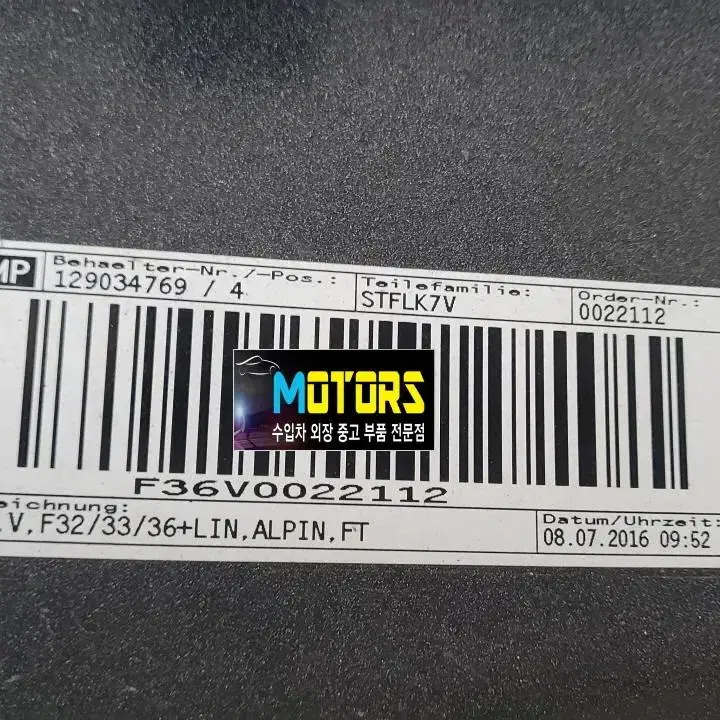 MP
Behaelter-Nr./-Pos.:
129034769 / 4
Teilefamilie:
STFLK7V
Order-Nr.:
0022112
MOTORS
수입차 외장 중고 부품 전문점
F36V0022112
eichnung:
.V,F32/33/36+LIN,ALPIN,FT
Datum/Uhrzeit:
08.07.2016 09:52